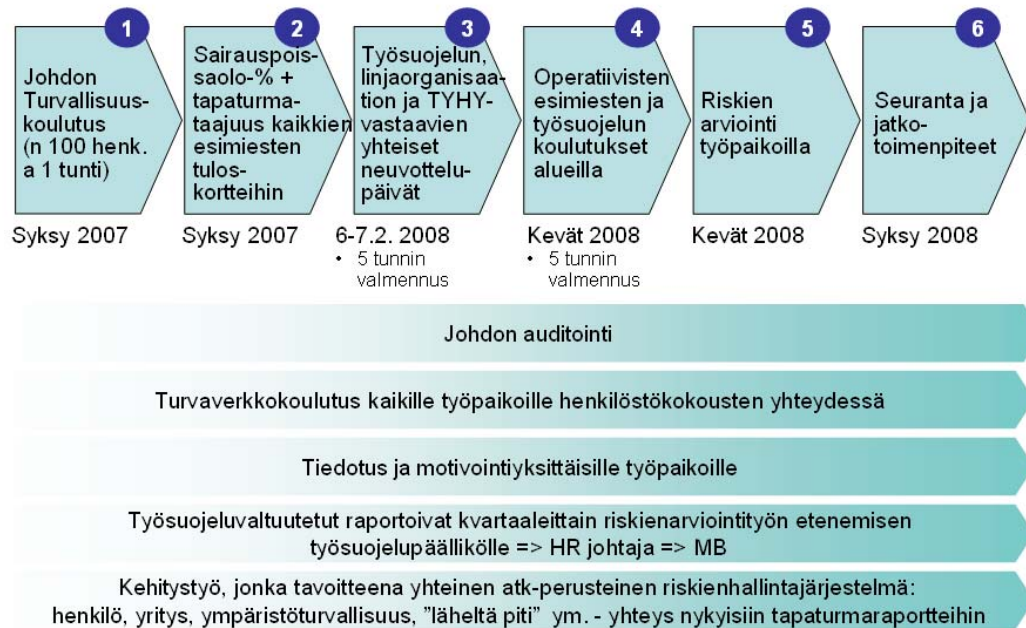 1
Johdon
Turvallisuus-
koulutus
(n 100 henk.
a 1 tunti)
Syksy 2007
2
Sairauspois-
saolo-% +
tapaturma-
taajuus kaikkien
esimiesten
tulos-
kortteihin
Syksy 2007
3
Työsuojelun,
linjaorganisaa-
tion ja TYHY-
vastaavien
yhteiset
neuvottelu-
päivät
6-7.2. 2008
• 5 tunnin
valmennus
4
Operatiivisten
esimiesten ja
työsuojelun
koulutukset
alueilla
Kevät 2008
• 5 tunnin
valmennus
5
Riskien
arviointi
työpaikoilla
Kevät 2008
6
Seuranta ja
jatko-
toimenpiteet
Syksy 2008
Johdon auditointi
Turvaverkkokoulutus kaikille työpaikoille henkilöstökokousten yhteydessä
Tiedotus ja motivointiyksittäisille työpaikoille
Työsuojeluvaltuutetut raportoivat kvartaaleittain riskienarviointityön etenemisen
työsuojelupäällikölle => HR johtaja => MB
Kehitystyö, jonka tavoitteena yhteinen atk-perusteinen riskienhallintajärjestelmä:
henkilö, yritys, ympäristöturvallisuus, ”läheltä piti” ym. - yhteys nykyisiin tapaturmaraportteihin